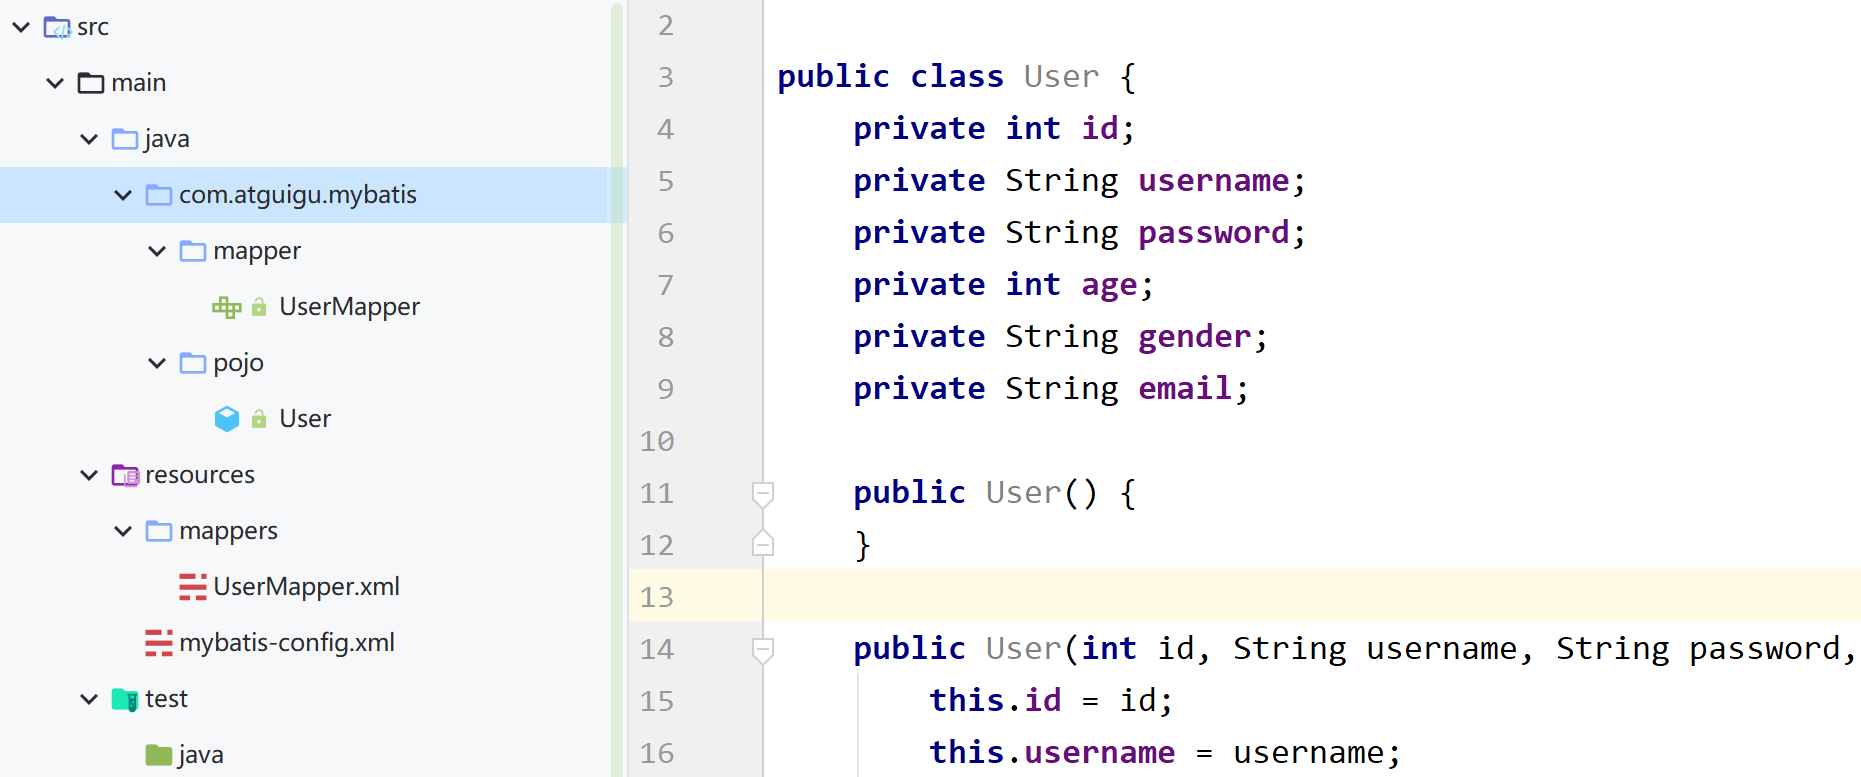 src
main
java
com.atguigu.mybatis
mapper
UserMapper
pojo
User
resources
mappers
UserMapper.xml
mybatis-config.xml
test
java
2
3 public class User {
4 private int id;
5 private String username;
6 private String password;
7 private int age;
8 private String gender;
9 private String email;
10
11 public User() {
12 }
13
14 public User(int id, String username, String password,
15 this.id = id;
16 this.username = username;